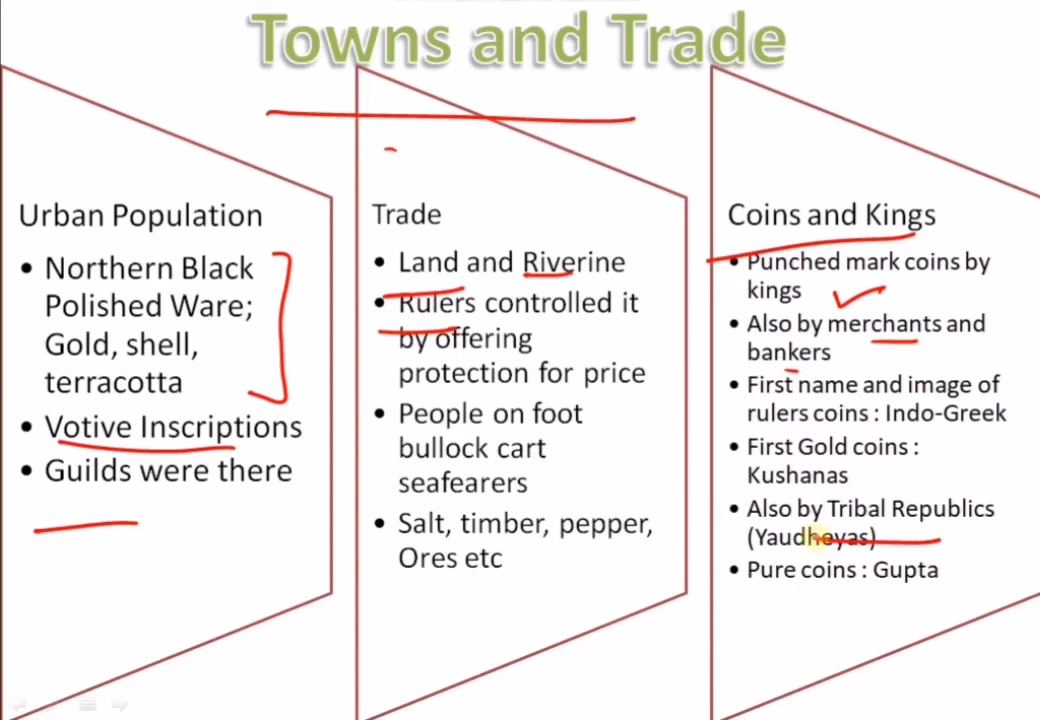 Towns and Trade
Urban Population
• Northern Black
Polished Ware;
Gold, shell,
terracotta
• Votive Inscriptions
• Guilds were there
Trade
• Land and Riverine
• Rulers controlled it
by offering
protection for price
• People on foot
bullock cart
seafearers
• Salt, timber, pepper,
Ores etc
Coins and Kings
• Punched mark coins by
kings
• Also by merchants and
bankers
• First name and image of
rulers coins : Indo-Greek
• First Gold coins :
Kushanas
• Also by Tribal Republics
(Yaudheyas)
• Pure coins : Gupta